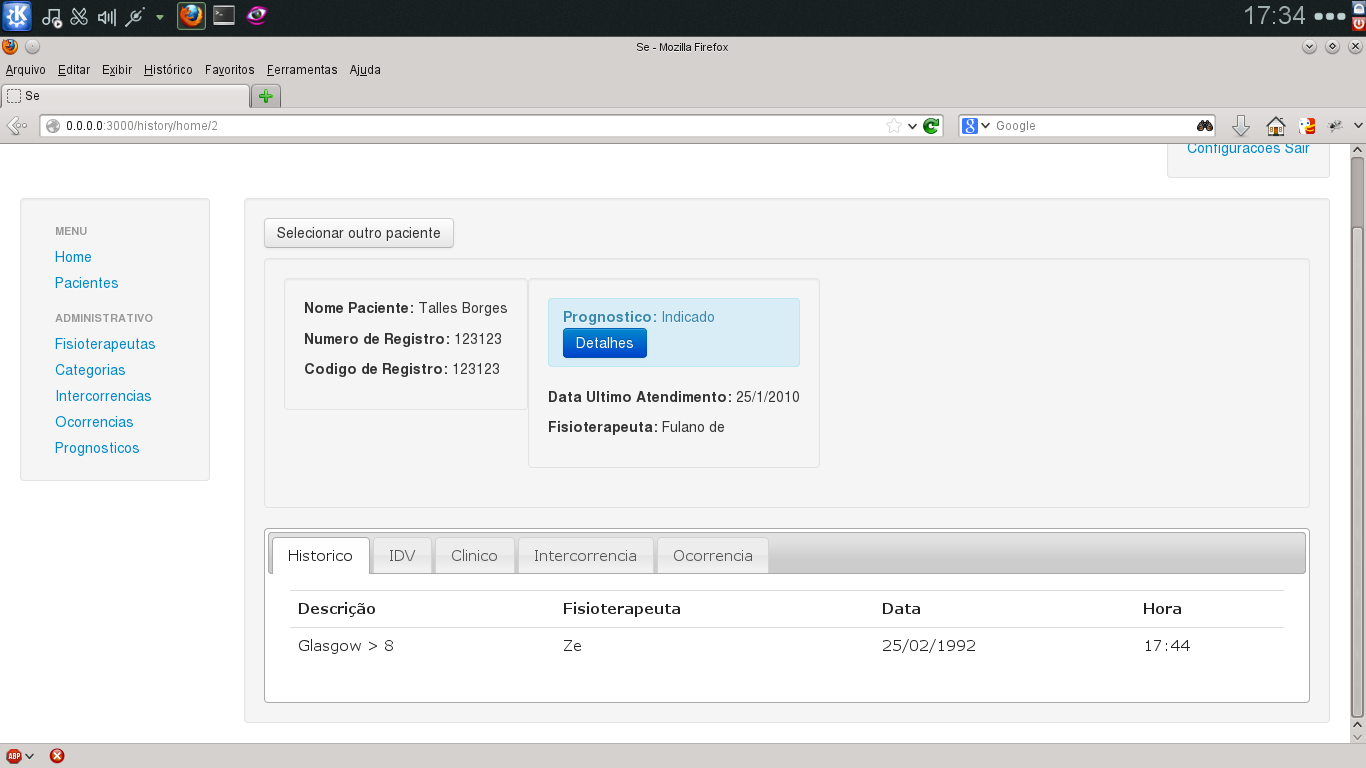 17:34
Se - Mozilla Firefox
Arquivo Editar Exibir Histórico Favoritos Ferramentas Ajuda
Se
0.0.0.0:3000/history/home/2
8 Google
Configuracoes Sair
MENU
Home
Pacientes
ADMINISTRATIVO
Fisioterapeutas
Categorias
Intercorrencias
Ocorrencias
Prognosticos
Selecionar outro paciente
Nome Paciente: Talles Borges
Numero de Registro: 123123
Codigo de Registro: 123123
Prognostico: Indicado
Detalhes
Data Ultimo Atendimento: 25/1/2010
Fisioterapeuta: Fulano de
Historico IDV Clinico Intercorrencia Ocorrencia
Descrição Fisioterapeuta Data Hora
Glasgow > 8 Ze 25/02/1992 17:44
ABP